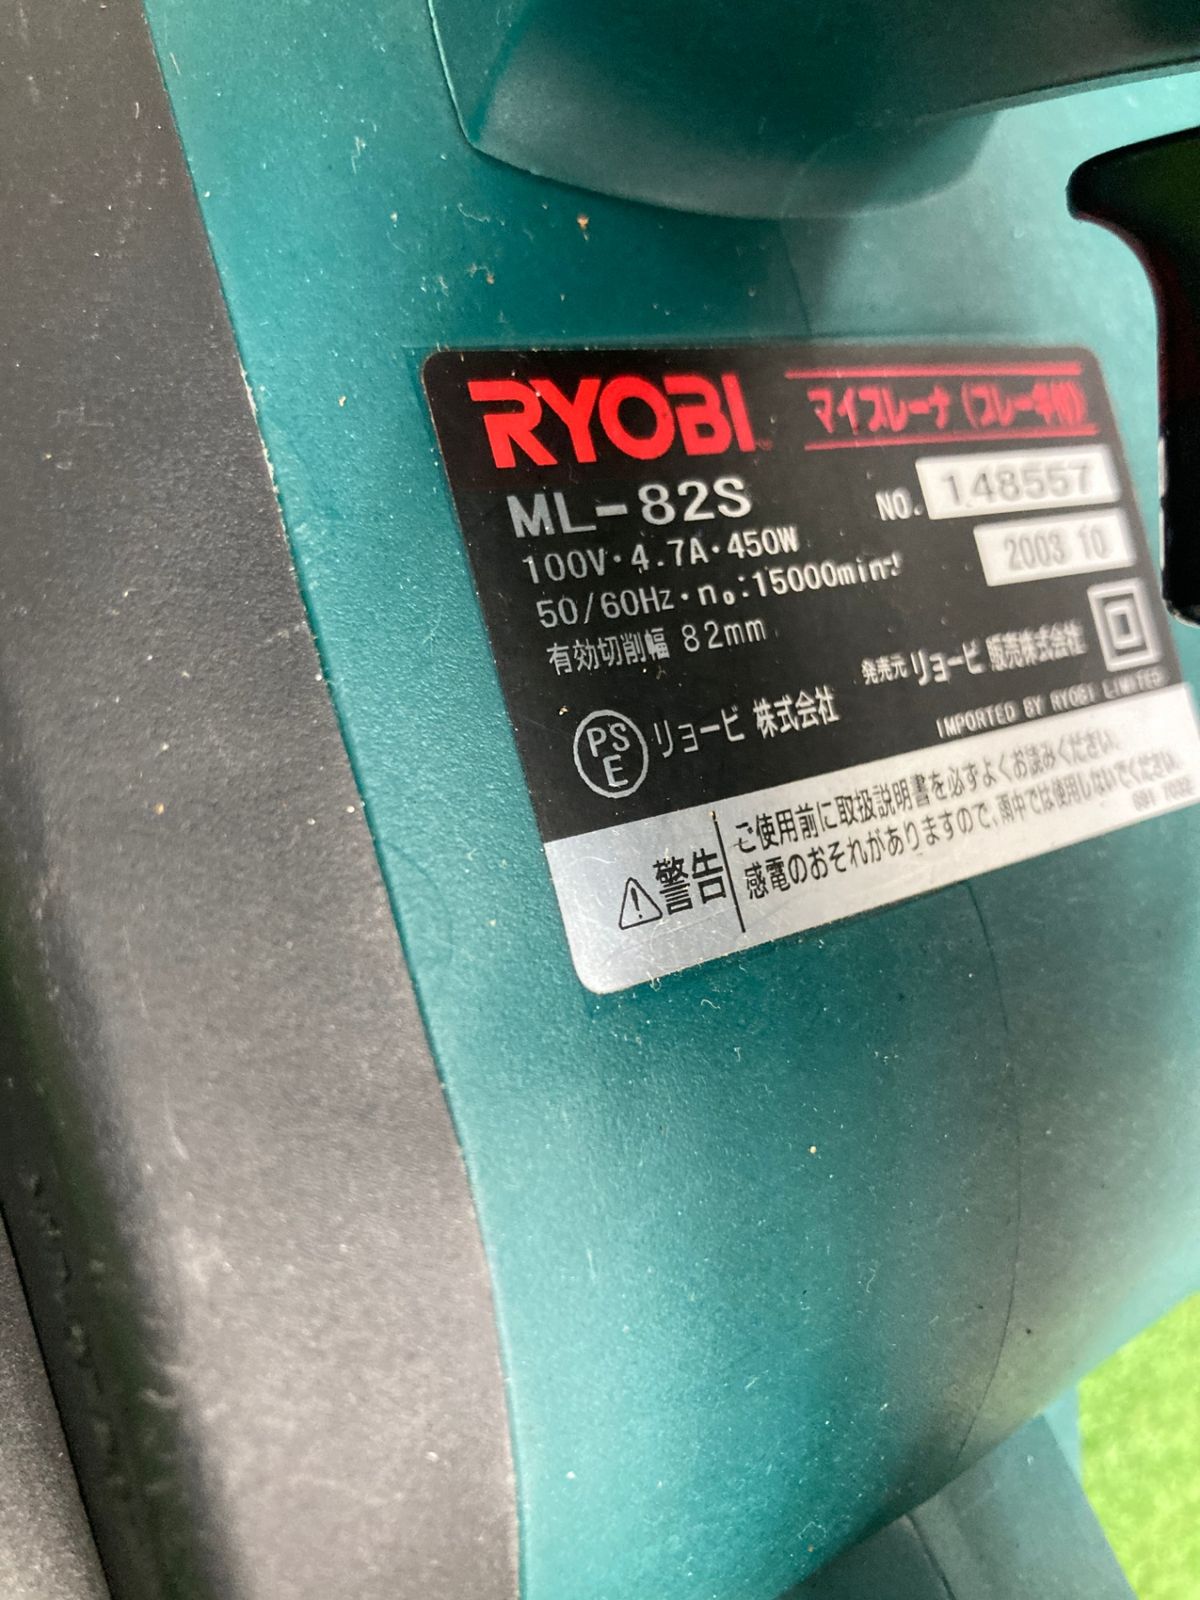 RYOBI マイプレーナ(ブレーキ付)
ML-82S NO. 148557
100V・4.7A・450W 2003 10
50/60Hz・n₀:15000min⁻¹
有効切削幅 82mm
発売元 リョービ 販売株式会社
PSE リョービ 株式会社
IMPORTED BY RYOBI LIMITED
⚠警告 ご使用前に取扱説明書を必ずよくお読みください。
感電のおそれがありますので、雨中では使用しないでください。